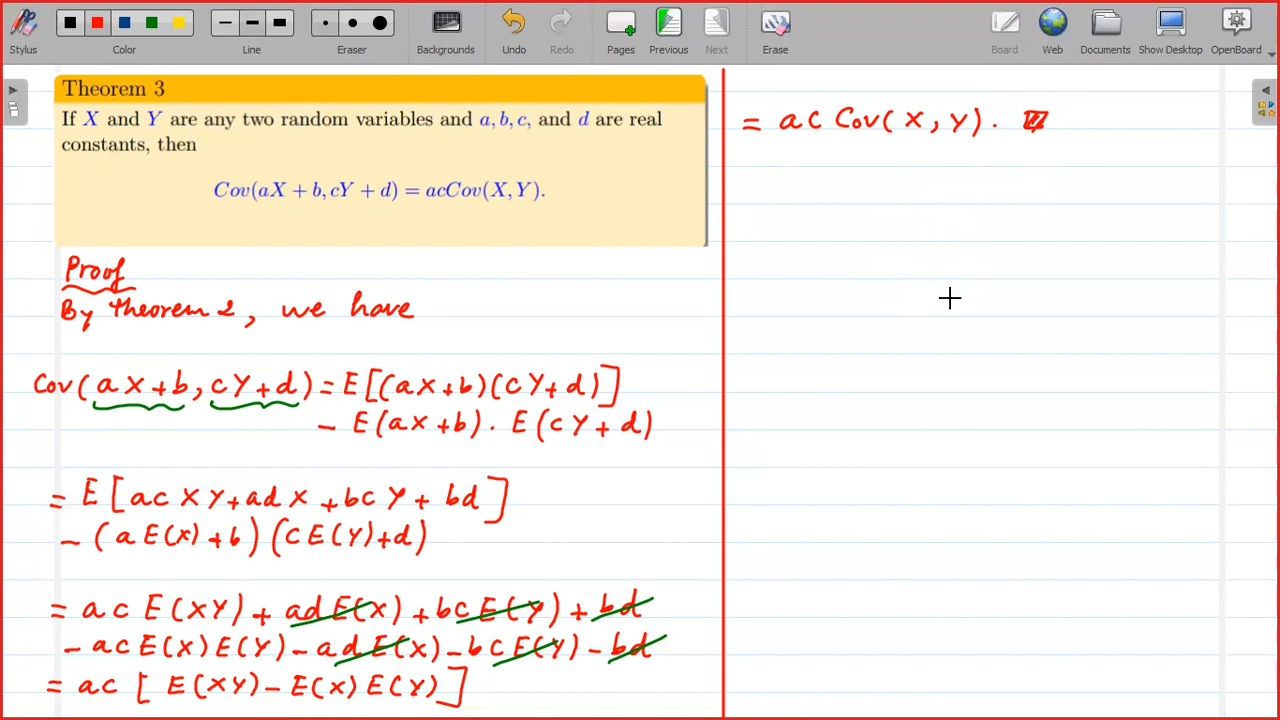 Stylus Color Line Eraser Backgrounds Undo Redo Pages Previous Next Erase Board Web Documents Show Desktop OpenBoard
Theorem 3
If X and Y are any two random variables and a, b, c, and d are real
constants, then
Cov(aX + b, cY + d) = acCov(X, Y).
Proof
By theorem 2, we have
Cov(aX+b, cY+d) = E[(aX+b)(cY+d)]
- E(aX+b). E(cY+d)
= E[acXY+adX+bcY+bd]
- (aE(X)+b)(cE(Y)+d)
= acE(XY)+adE(X)+bcE(Y)+bd
- acE(X)E(Y)-adE(X)-bcE(Y)-bd
= ac[E(XY)-E(X)E(Y)]
= ac Cov(X, Y).